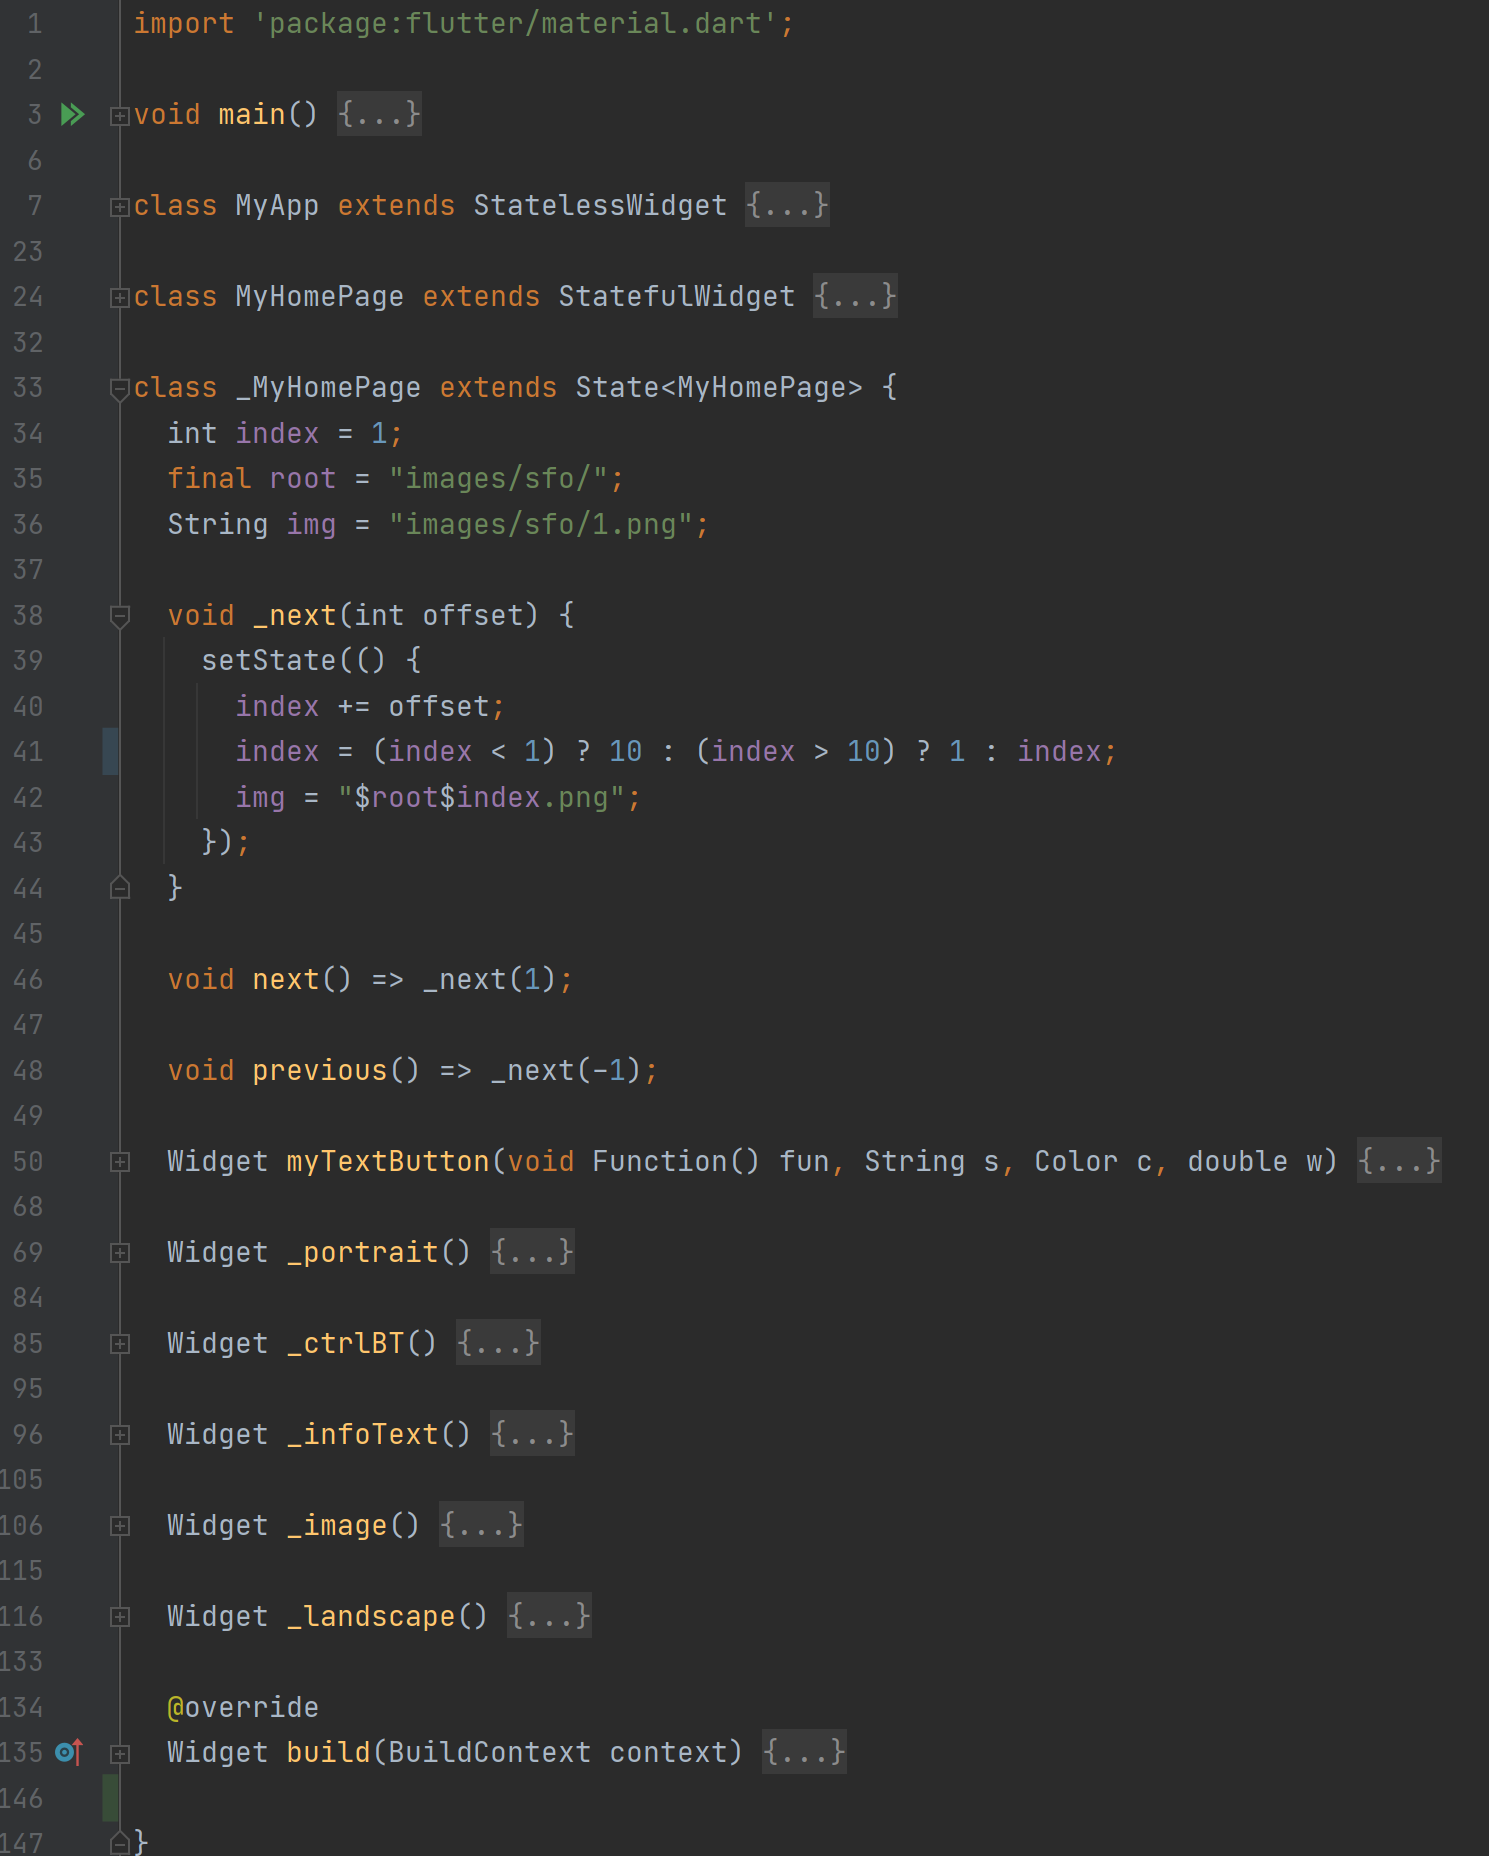 1 import 'package:flutter/material.dart';
2
3 void main() {...}
6
7 class MyApp extends StatelessWidget {...}
23
24 class MyHomePage extends StatefulWidget {...}
32
33 class _MyHomePage extends State<MyHomePage> {
34 int index = 1;
35 final root = "images/sfo/";
36 String img = "images/sfo/1.png";
37
38 void _next(int offset) {
39 setState(() {
40 index += offset;
41 index = (index < 1) ? 10 : (index > 10) ? 1 : index;
42 img = "$root$index.png";
43 });
44 }
45
46 void next() => _next(1);
47
48 void previous() => _next(-1);
49
50 Widget myTextButton(void Function() fun, String s, Color c, double w) {...}
68
69 Widget _portrait() {...}
84
85 Widget _ctrlBT() {...}
95
96 Widget _infoText() {...}
105
106 Widget _image() {...}
115
116 Widget _landscape() {...}
133
134 @override
135 Widget build(BuildContext context) {...}
146
147 }